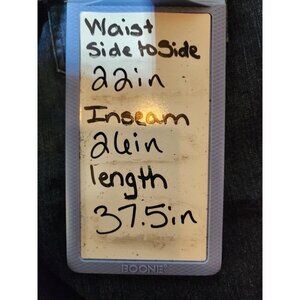 Waist
Side to Side
22in
Inseam
26in
length
37.5in
BOONE